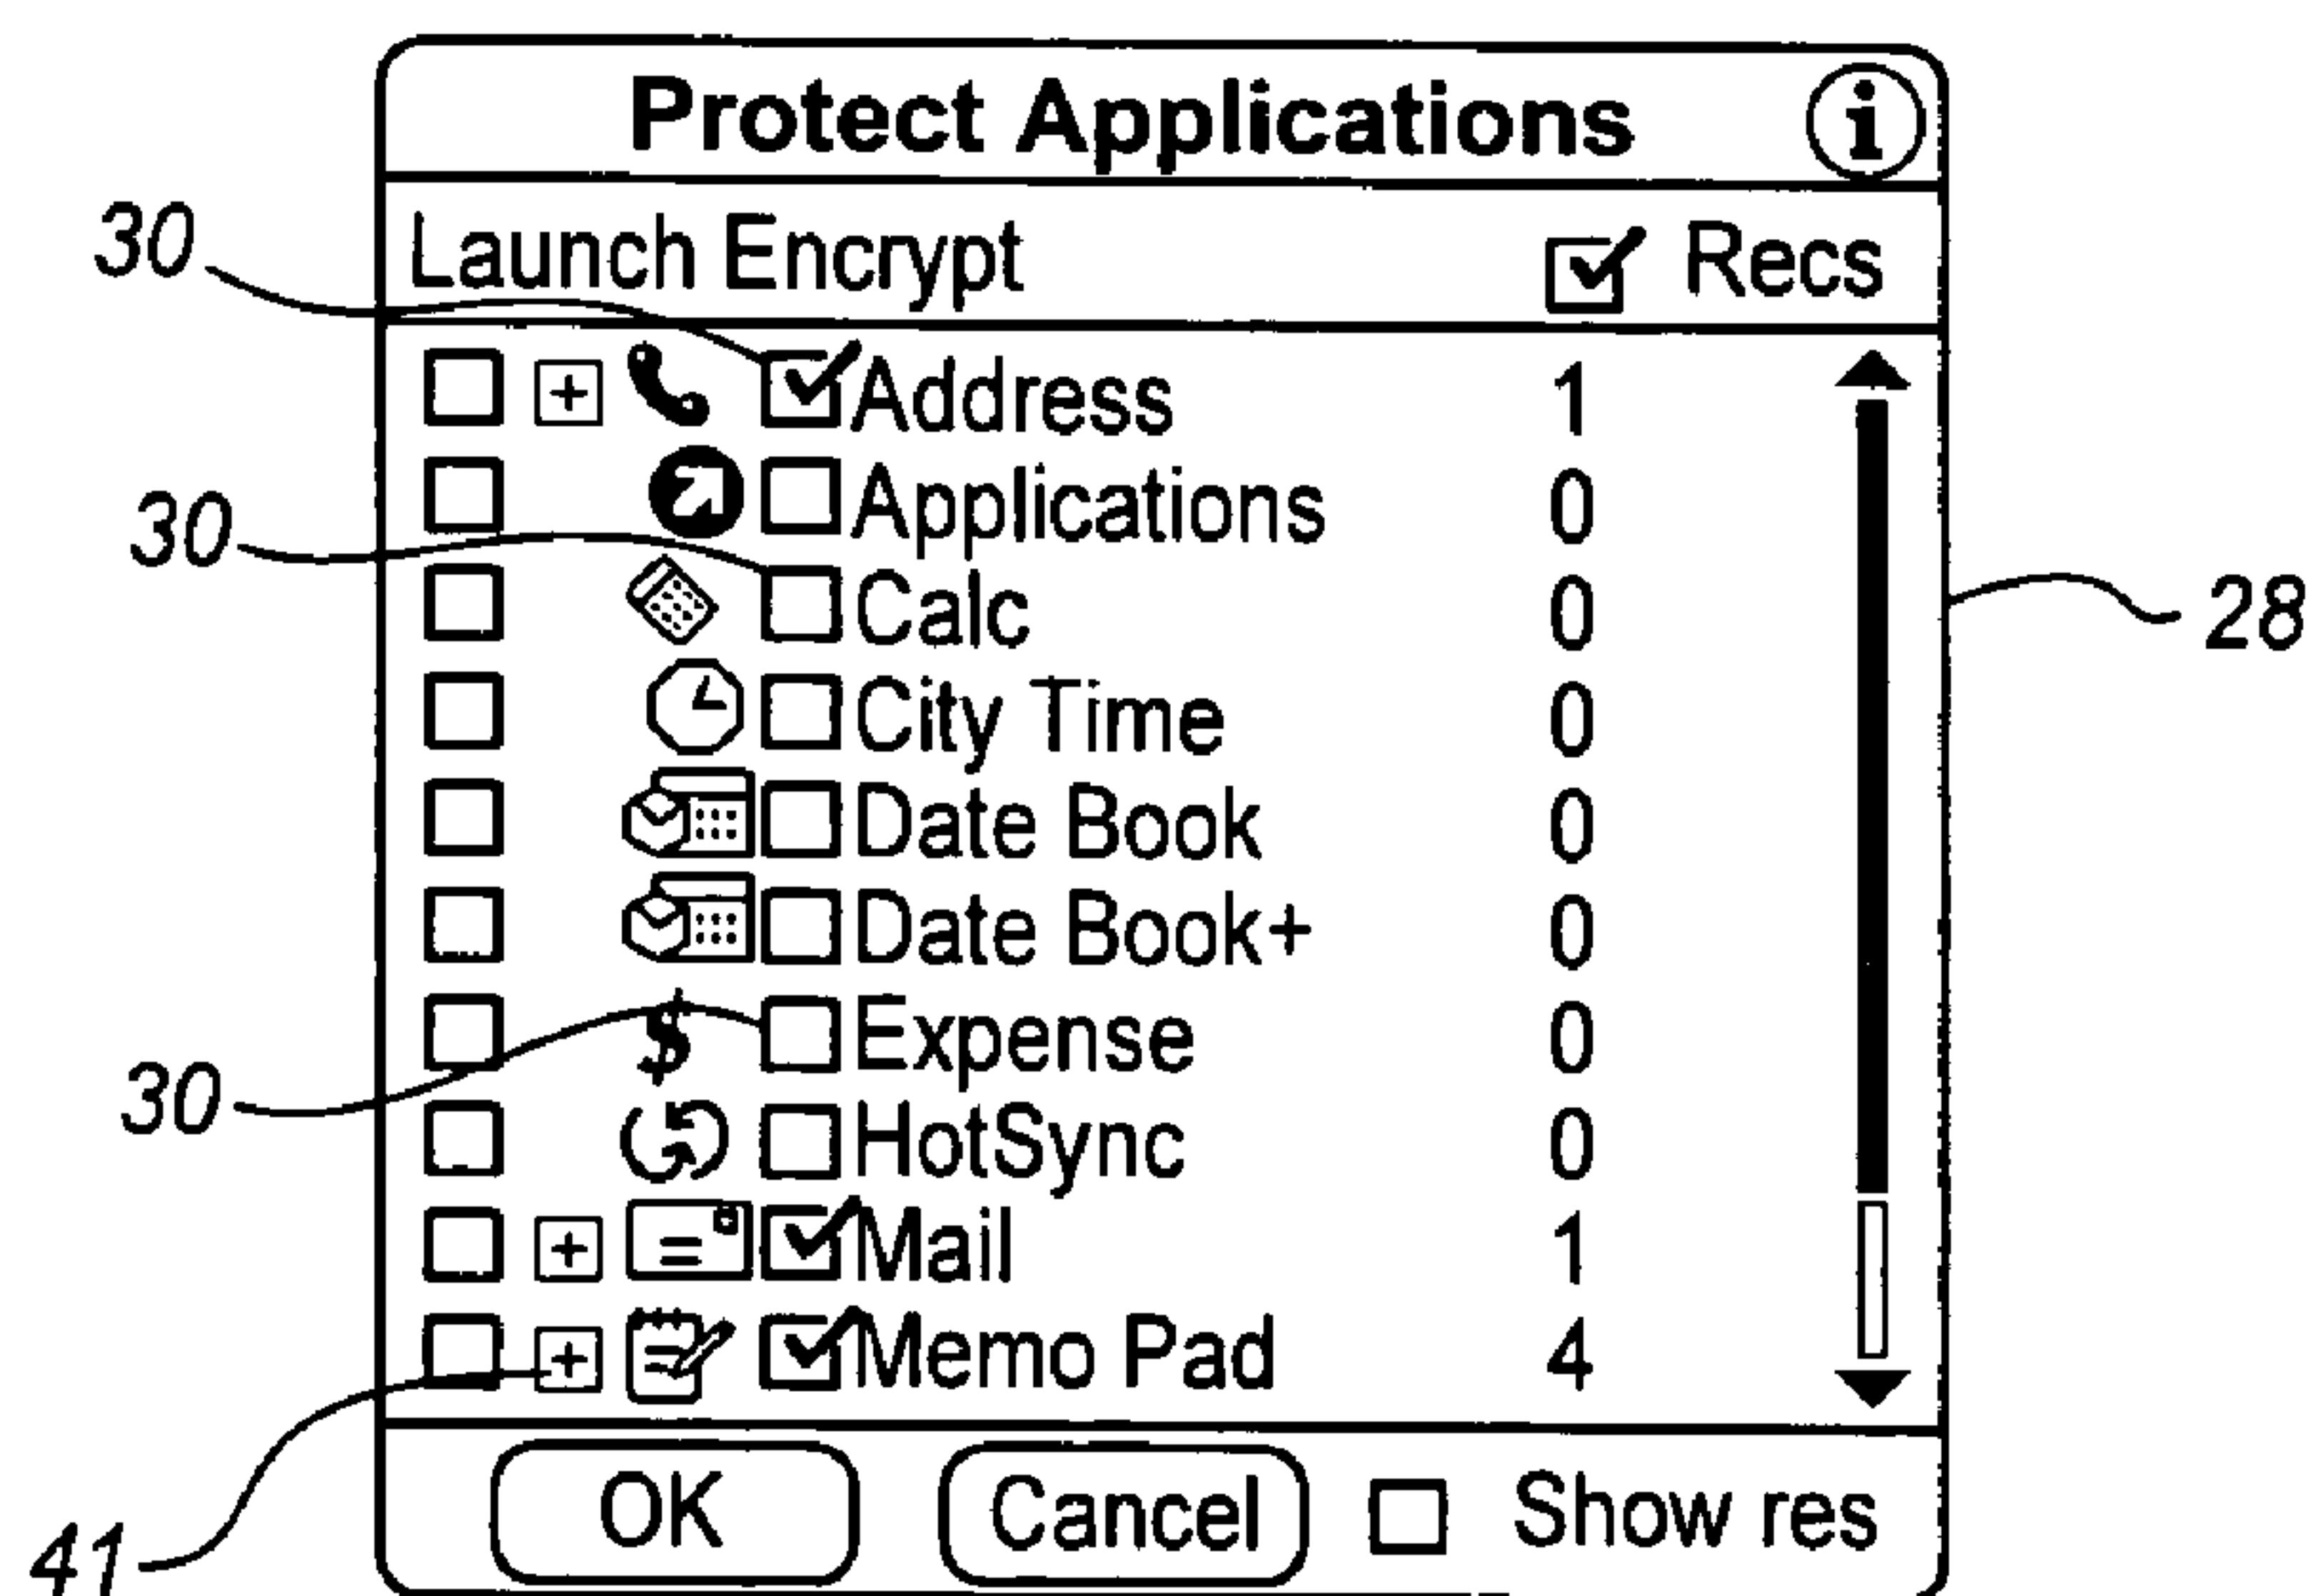 Protect Applications i
30
Launch Encrypt Recs
+ Address 1
Applications 0
30
Calc 0
28
City Time 0
Date Book 0
Date Book+ 0
$ Expense 0
30
HotSync 0
+ Mail 1
+ Memo Pad 4
OK Cancel Show res
41